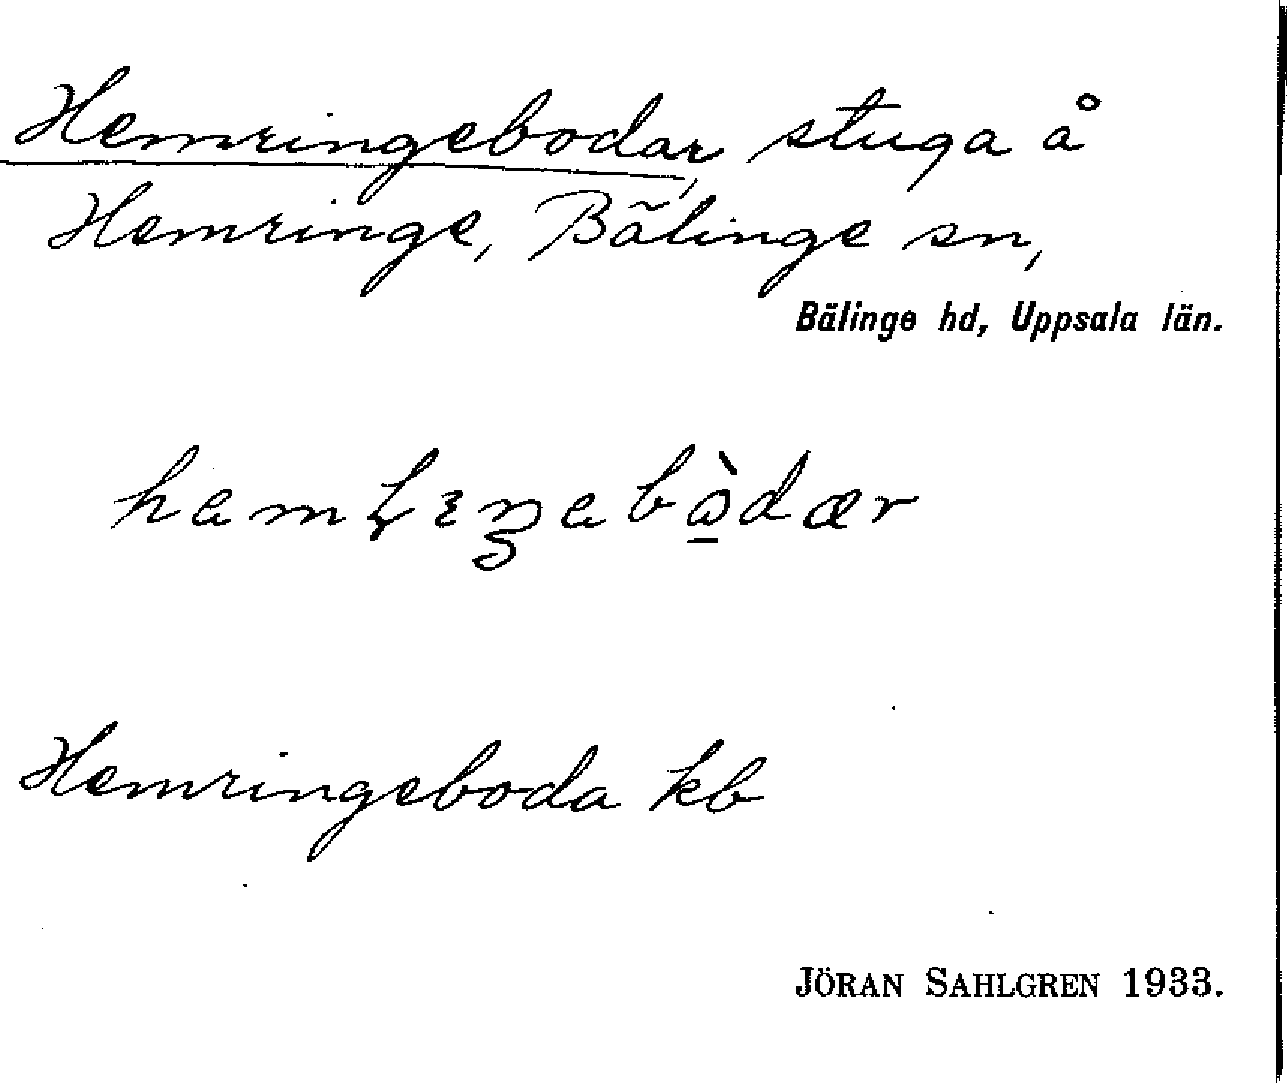 Hemringebodar, stuga å
Hemringe, Bälinge sn,
Bälinge hd, Uppsala län.
Hemringeboda kb
JÖRAN SAHLGREN 1933.